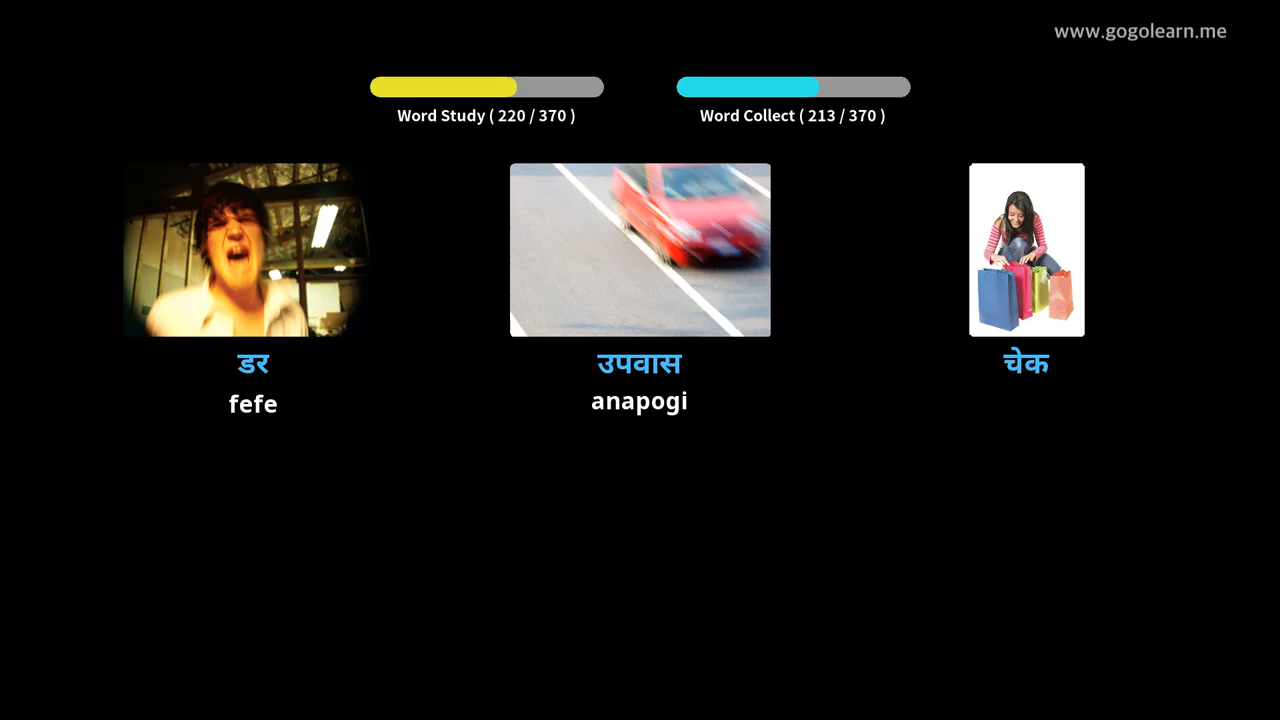 www.gogolearn.me
Word Study ( 220 / 370 )
Word Collect ( 213 / 370 )
डर
उपवास
चेक
fefe
anapogi